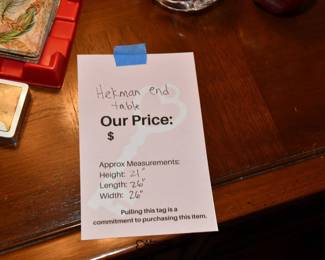 Hekman end
table
Our Price:
$
Approx Measurements:
Height: 21"
Length: 26"
Width: 26"
Pulling this tag is a
commitment to purchasing this item.